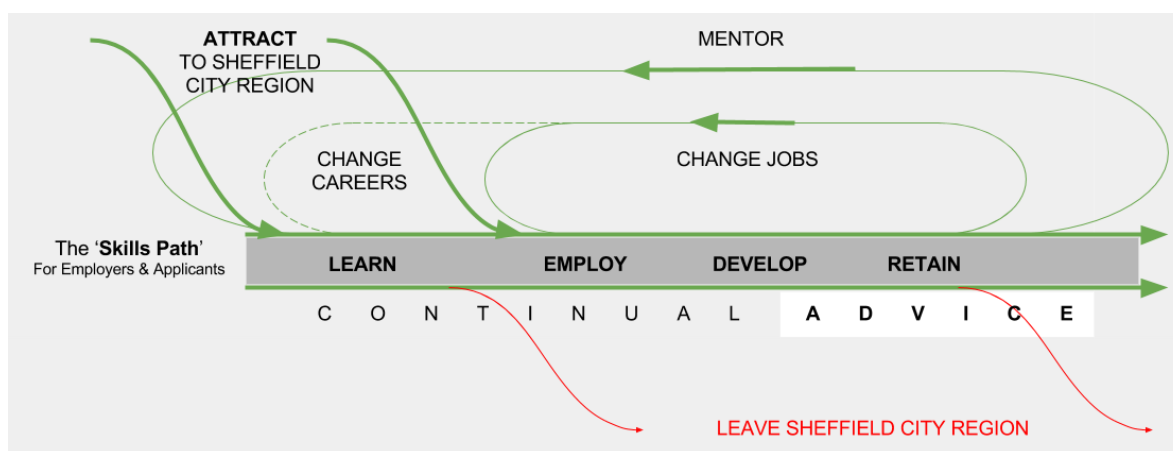 ATTRACT
TO SHEFFIELD
CITY REGION
MENTOR
CHANGE
CAREERS
CHANGE JOBS
The ‘Skills Path’
For Employers & Applicants
LEARN EMPLOY DEVELOP RETAIN
C O N T I N U A L A D V I C E
LEAVE SHEFFIELD CITY REGION